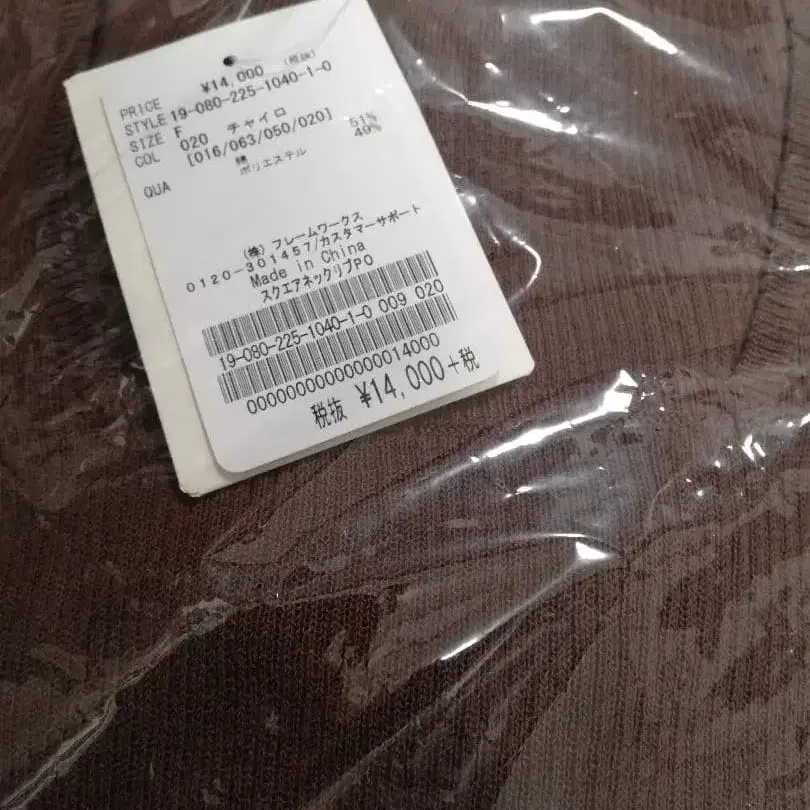 PRICE ¥14,000 (税抜)
STYLE 19-080-225-1040-1-0
SIZE F
COL 020 チャイロ
[016/063/050/020]
QUA 綿 51%
ポリエステル 49%
(株) フレームワークス
0120-301457/カスタマーサポート
Made in China
スクエアネックリブPO
19-080-225-1040-1-0 009 020
00000000000000014000
税抜 ¥14,000+税